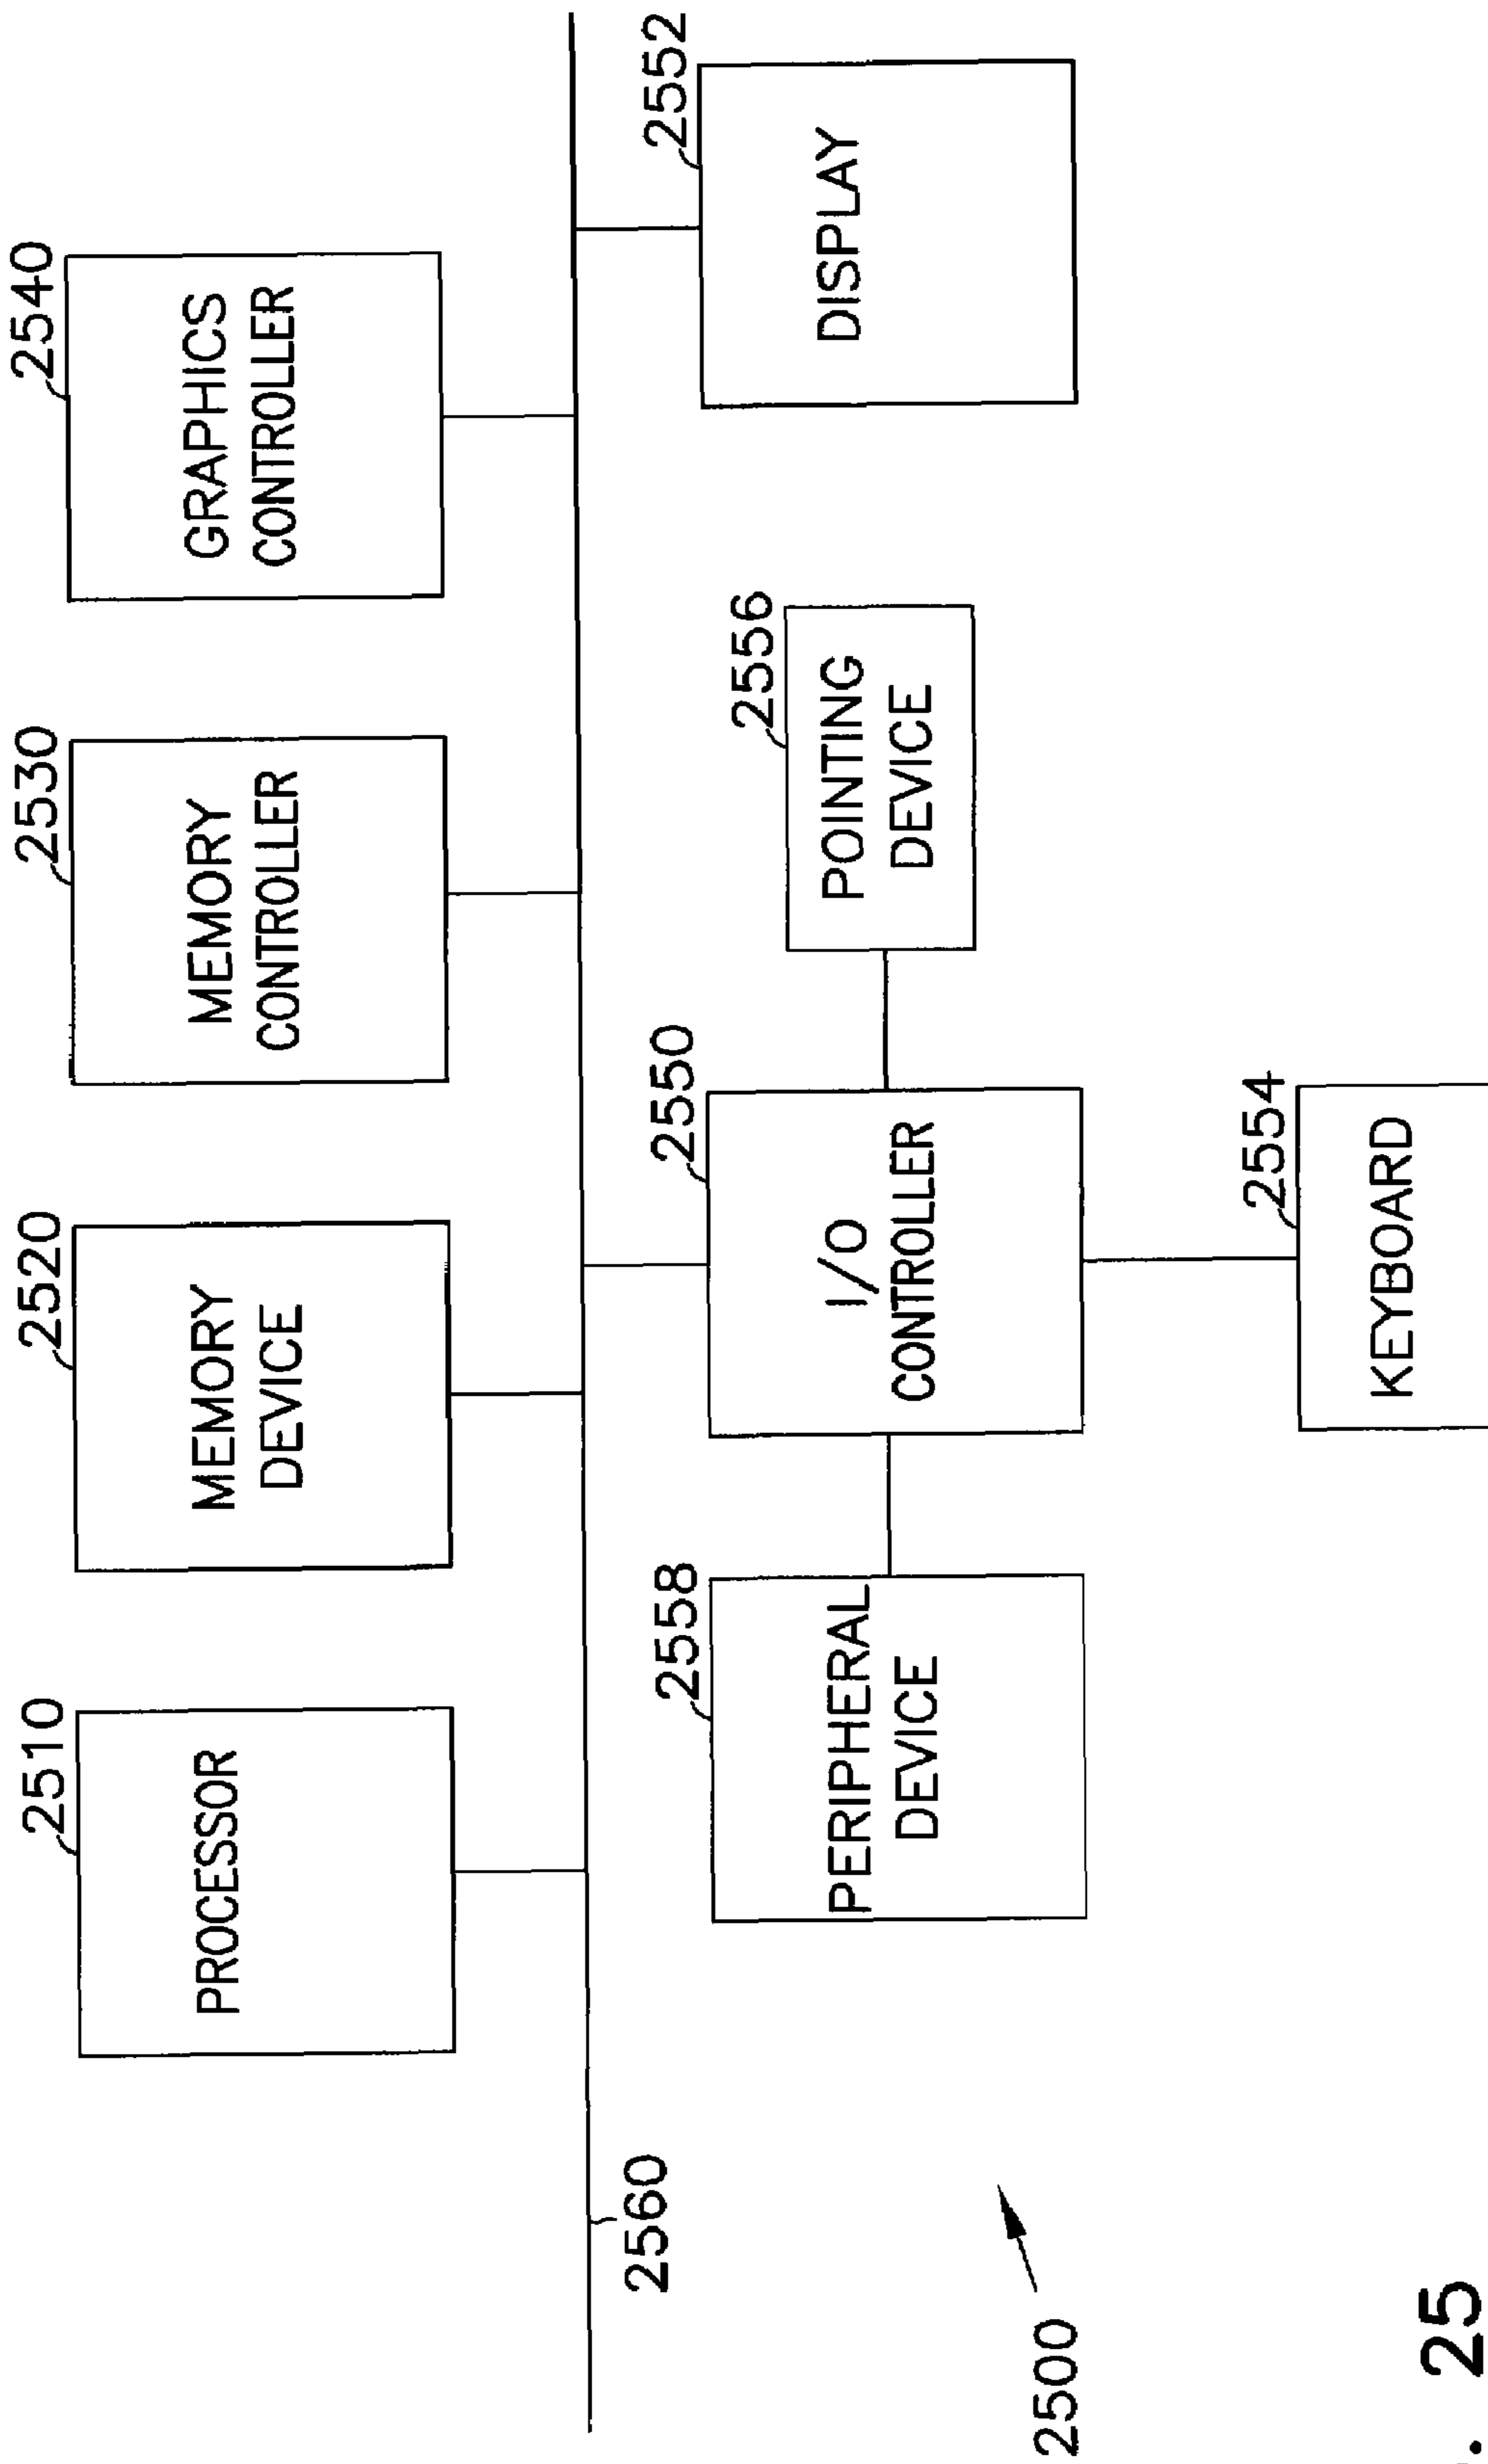 2510
PROCESSOR
2520
MEMORY
DEVICE
2530
MEMORY
CONTROLLER
2540
GRAPHICS
CONTROLLER
2560
2558
PERIPHERAL
DEVICE
2550
I/O
CONTROLLER
2556
POINTING
DEVICE
2552
DISPLAY
2500
2554
KEYBOARD
. 25